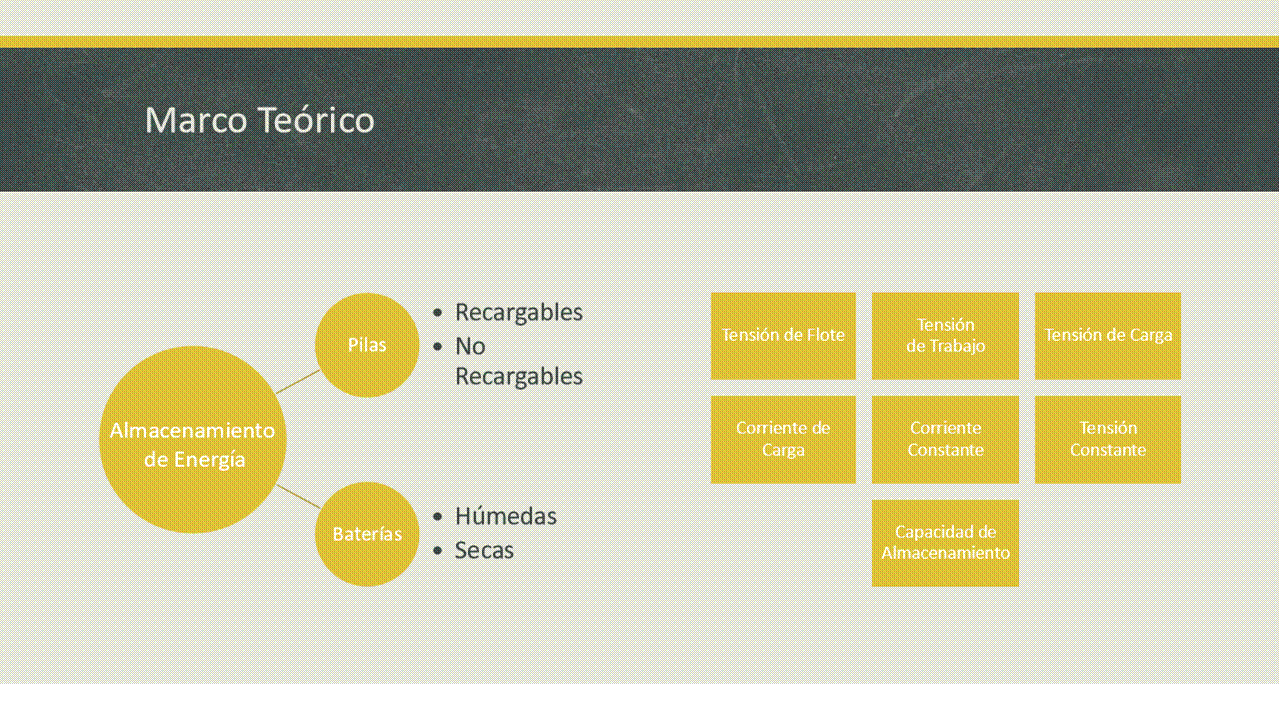 Marco Teórico
Almacenamiento
de Energía
Pilas
• Recargables
• No
Recargables
Baterías
• Húmedas
• Secas
Tensión de Flote
Tensión
de Trabajo
Tensión de Carga
Corriente de
Carga
Corriente
Constante
Tensión
Constante
Capacidad de
Almacenamiento